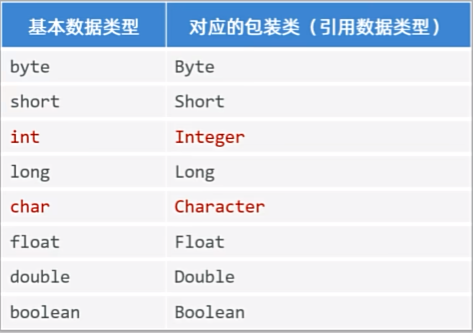 基本数据类型 对应的包装类（引用数据类型）
byte Byte
short Short
int Integer
long Long
char Character
float Float
double Double
boolean Boolean